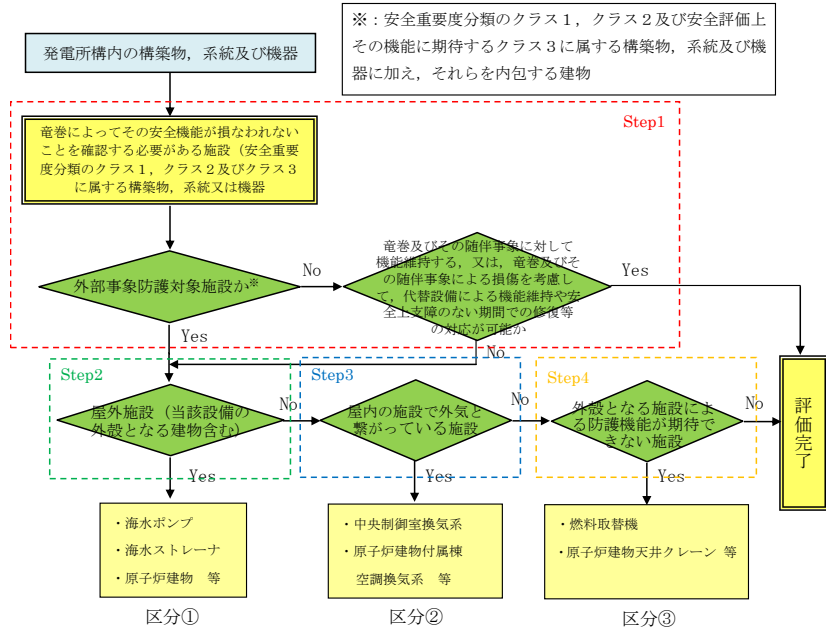 ※：安全重要度分類のクラス１，クラス２及び安全評価上
その機能に期待するクラス３に属する構築物，系統及び機
器に加え，それらを内包する建物
発電所構内の構築物，系統及び機器
Step1
竜巻によってその安全機能が損なわれない
ことを確認する必要がある施設（安全重要
度分類のクラス１，クラス２及びクラス３
に属する構築物，系統又は機器
外部事象防護対象施設か※
No
竜巻及びその随伴事象に対して
機能維持する，又は，竜巻及びそ
の随伴事象による損傷を考慮し
て，代替設備による機能維持や安
全上支障のない期間での修復等
の対応が可能か
Yes
Yes
No
Step2
屋外施設（当該設備の
外殻となる建物含む）
No
Yes
Step3
屋内の施設で外気と
繋がっている施設
No
Yes
Step4
外殻となる施設によ
る防護機能が期待で
きない施設
No
Yes
評価完了
・海水ポンプ
・海水ストレーナ
・原子炉建物　等
区分①
・中央制御室換気系
・原子炉建物付属棟
空調換気系　等
区分②
・燃料取替機
・原子炉建物天井クレーン 等
区分③